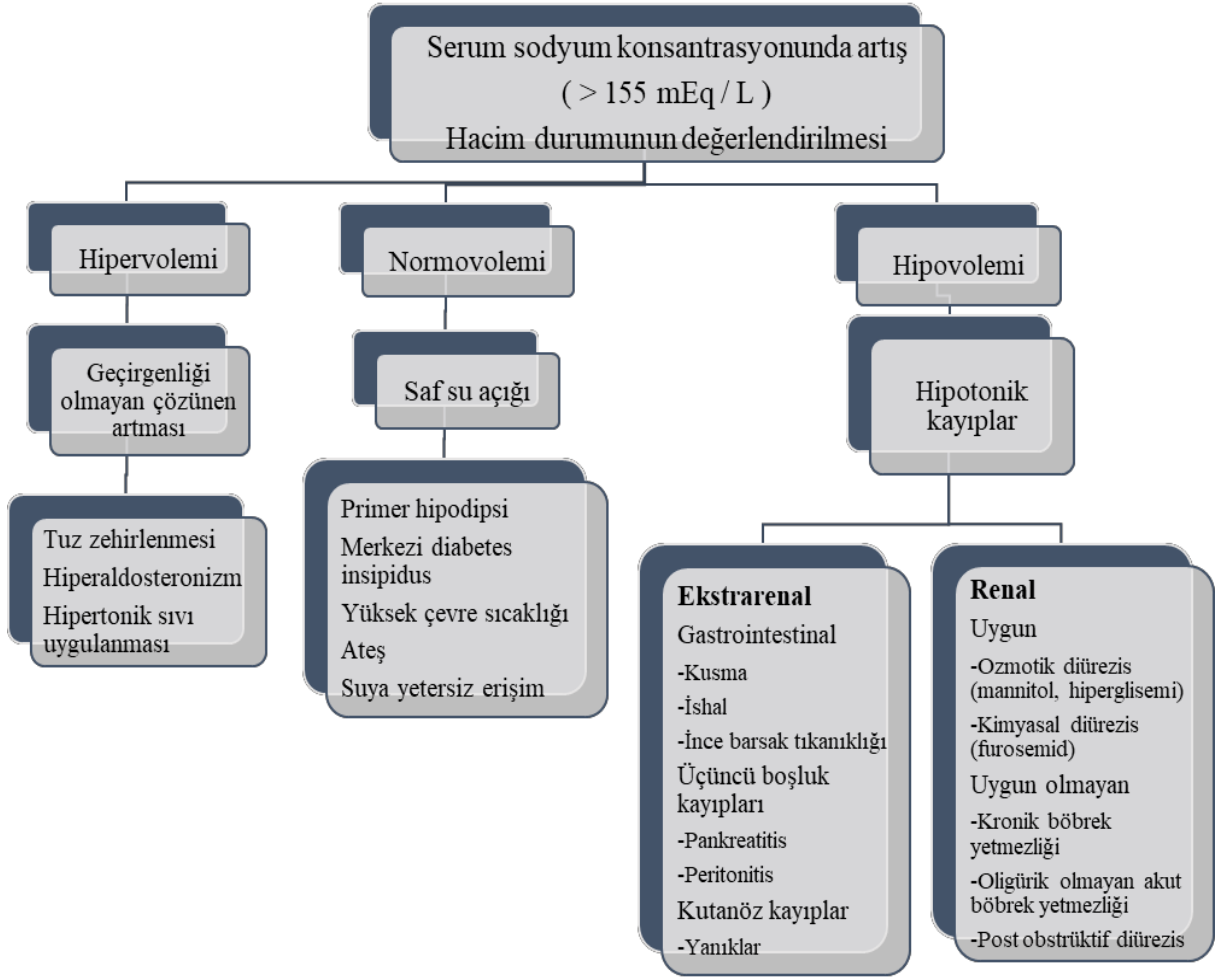 Serum sodyum konsantrasyonunda artış
( > 155 mEq / L )
Hacim durumunun değerlendirilmesi
Hipervolemi
Geçirgenliği
olmayan çözünen
artması
Tuz zehirlenmesi
Hiperaldosteronizm
Hipertonik sıvı
uygulanması
Normovolemi
Saf su açığı
Primer hipodipsi
Merkezi diabetes
insipidus
Yüksek çevre sıcaklığı
Ateş
Suya yetersiz erişim
Hipovolemi
Hipotonik
kayıplar
Ekstrarenal
Gastrointestinal
-Kusma
-İshal
-İnce barsak tıkanıklığı
Üçüncü boşluk
kayıpları
-Pankreatitis
-Peritonitis
Kutanöz kayıplar
-Yanıklar
Renal
Uygun
-Ozmotik diürezis
(mannitol, hiperglisemi)
-Kimyasal diürezis
(furosemid)
Uygun olmayan
-Kronik böbrek
yetmezliği
-Oligürik olmayan akut
böbrek yetmezliği
-Post obstrüktif diürezis